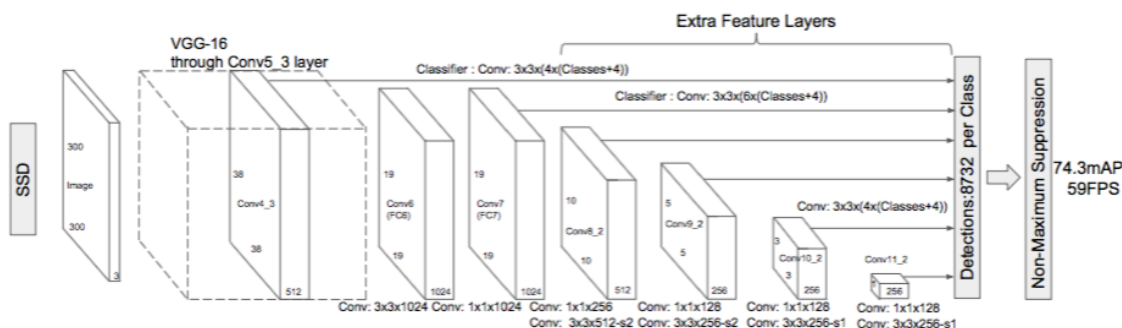 Extra Feature Layers
VGG-16
through Conv5_3 layer
Classifier : Conv: 3x3x(4x(Classes+4))
Classifier : Conv: 3x3x(6x(Classes+4))
SSD
300
Image
300
3
38
Conv4_3
38
512
19
Conv6
(FC6)
19
1024
19
Conv7
(FC7)
19
1024
10
Conv8_2
10
512
5
Conv9_2
5
256
Conv: 3x3x(4x(Classes+4))
3
Conv10_2
3
256
Conv11_2
256
Detections:8732 per Class
Non-Maximum Suppression
74.3mAP
59FPS
Conv: 3x3x1024
Conv: 1x1x1024
Conv: 1x1x256
Conv: 3x3x512-s2
Conv: 1x1x128
Conv: 3x3x256-s2
Conv: 1x1x128
Conv: 3x3x256-s1
Conv: 1x1x128
Conv: 3x3x256-s1